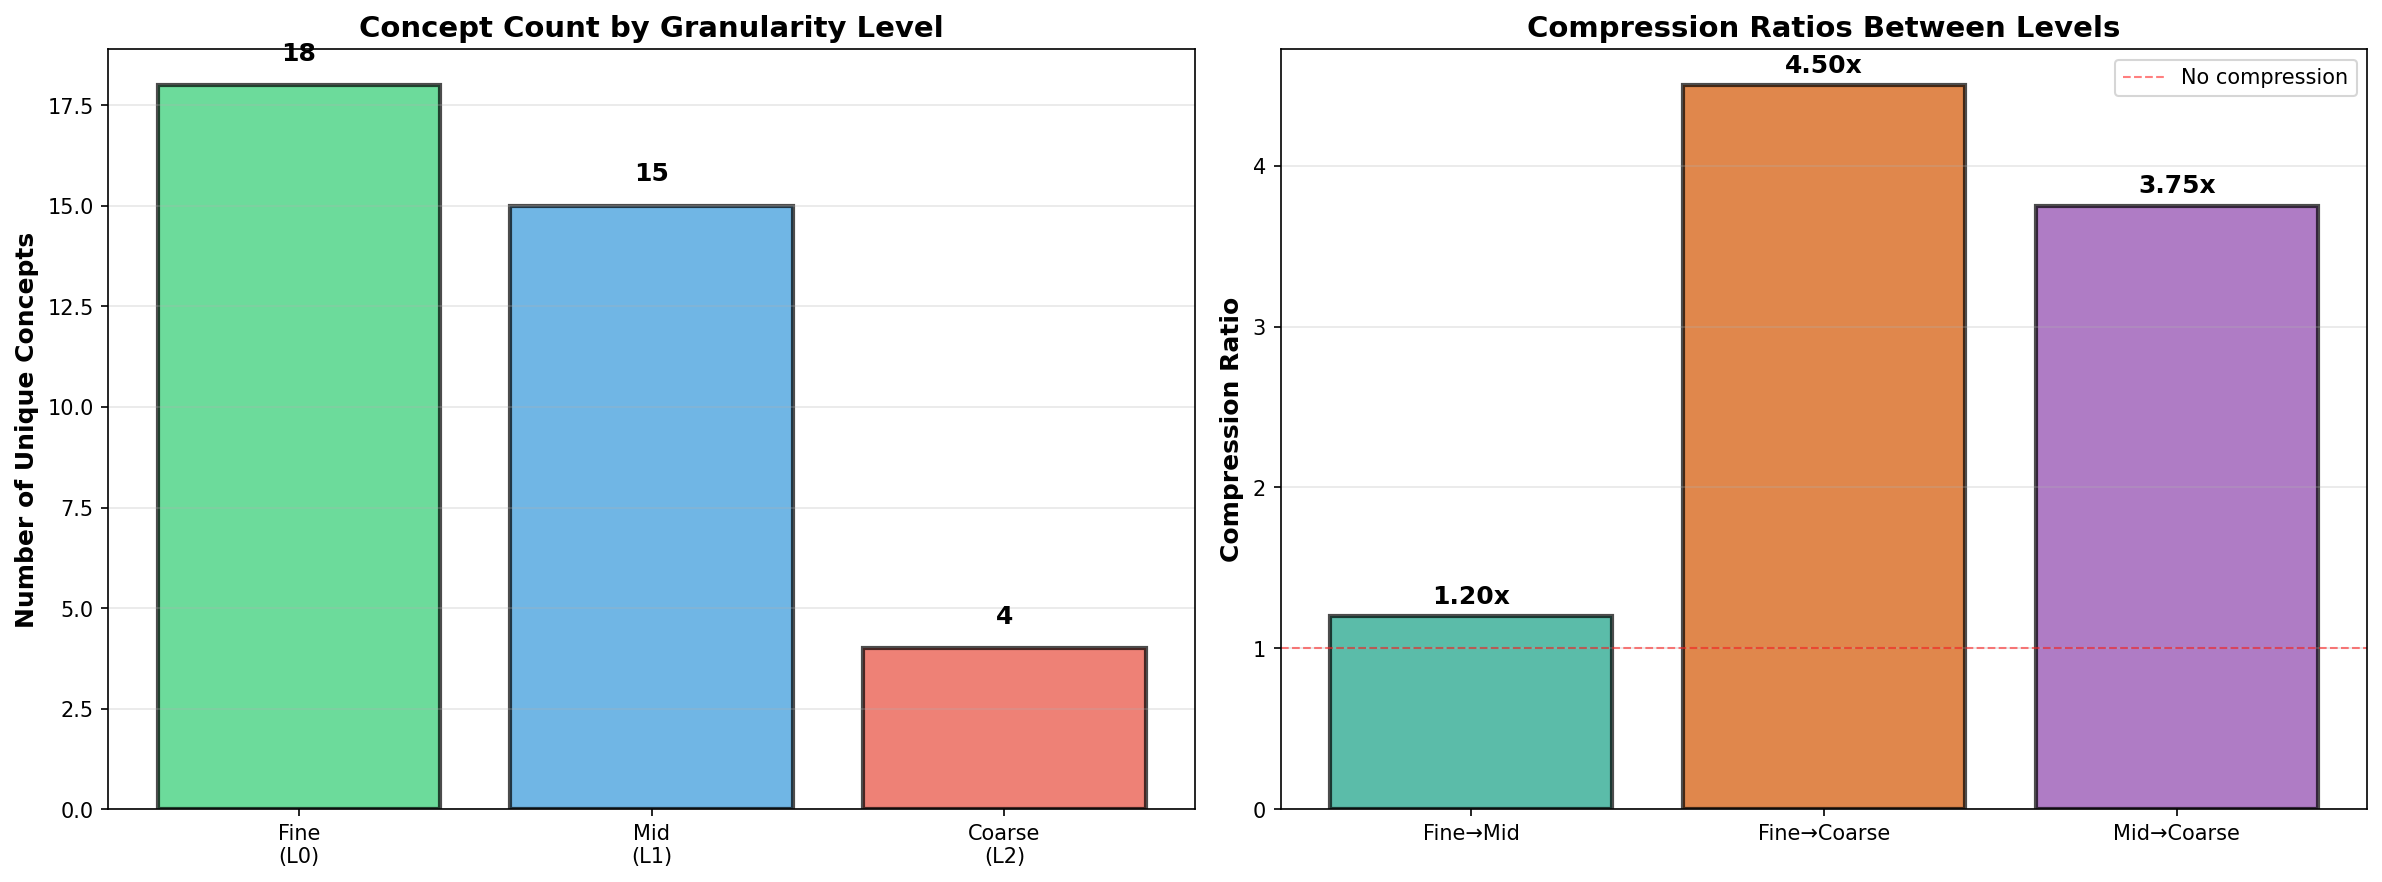 Concept Count by Granularity Level
Number of Unique Concepts
17.5
15.0
12.5
10.0
7.5
5.0
2.5
0.0
18
15
4
Fine
(L0)
Mid
(L1)
Coarse
(L2)
Compression Ratios Between Levels
Compression Ratio
4
3
2
1
0
No compression
1.20x
4.50x
3.75x
Fine→Mid
Fine→Coarse
Mid→Coarse